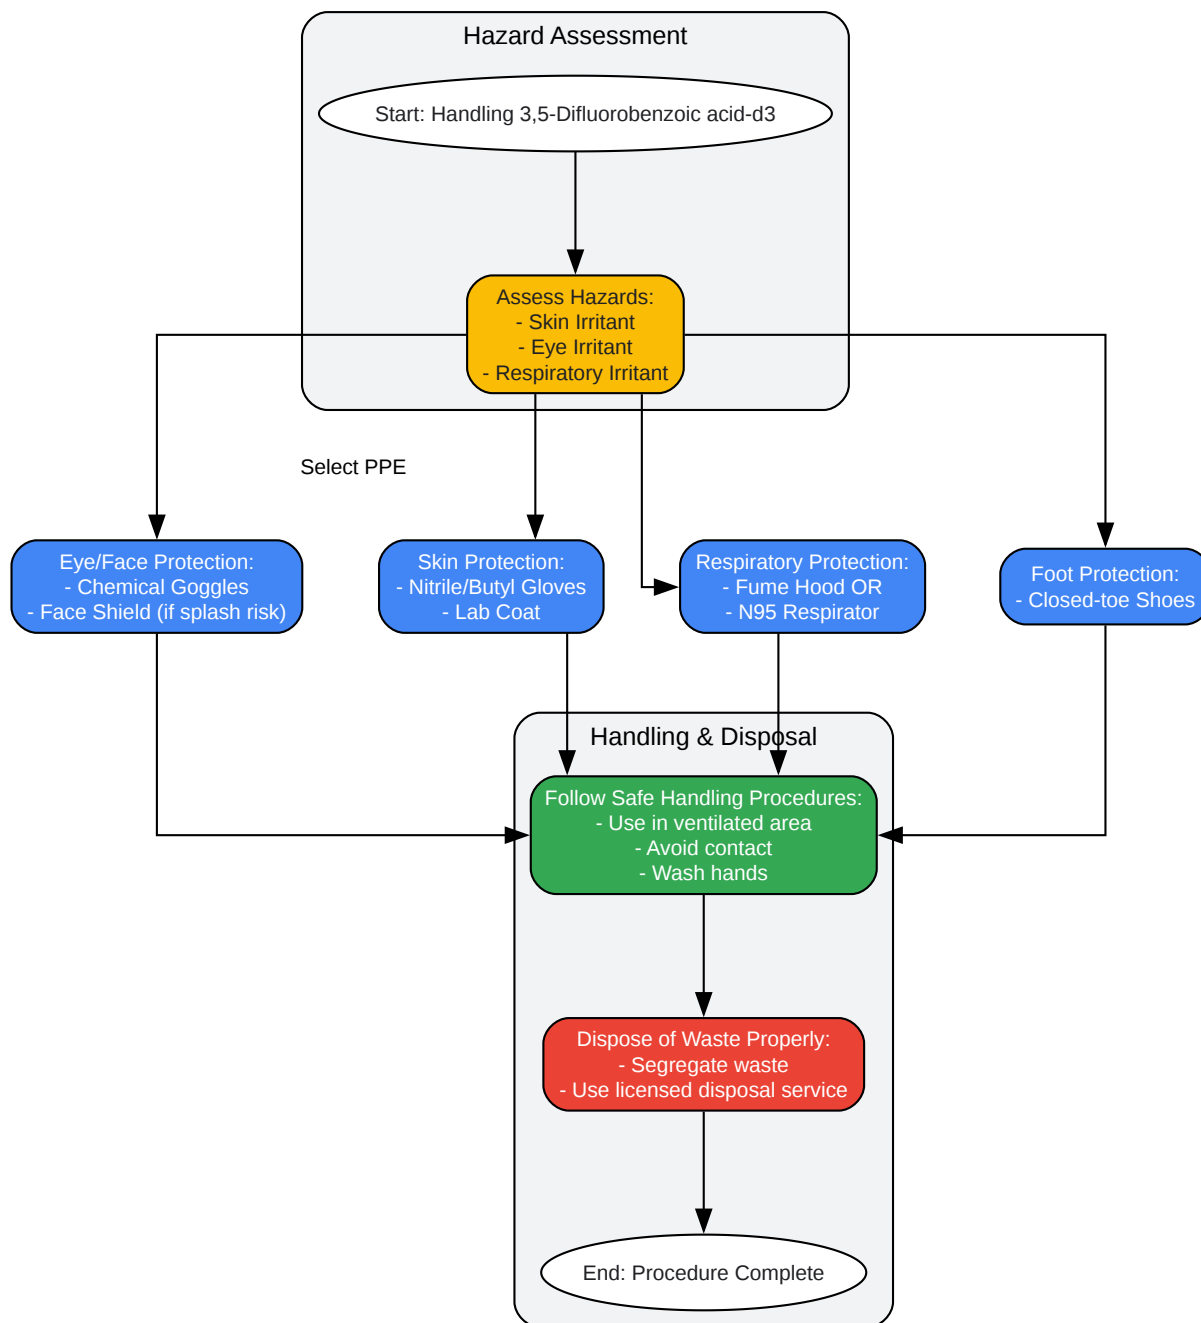 Hazard Assessment
Start: Handling 3,5-Difluorobenzoic acid-d3
Assess Hazards:
- Skin Irritant
- Eye Irritant
- Respiratory Irritant
Select PPE
Eye/Face Protection:
- Chemical Goggles
- Face Shield (if splash risk)
Skin Protection:
- Nitrile/Butyl Gloves
- Lab Coat
Respiratory Protection:
- Fume Hood OR
- N95 Respirator
Foot Protection:
- Closed-toe Shoes
Handling & Disposal
Follow Safe Handling Procedures:
- Use in ventilated area
- Avoid contact
- Wash hands
Dispose of Waste Properly:
- Segregate waste
- Use licensed disposal service
End: Procedure Complete